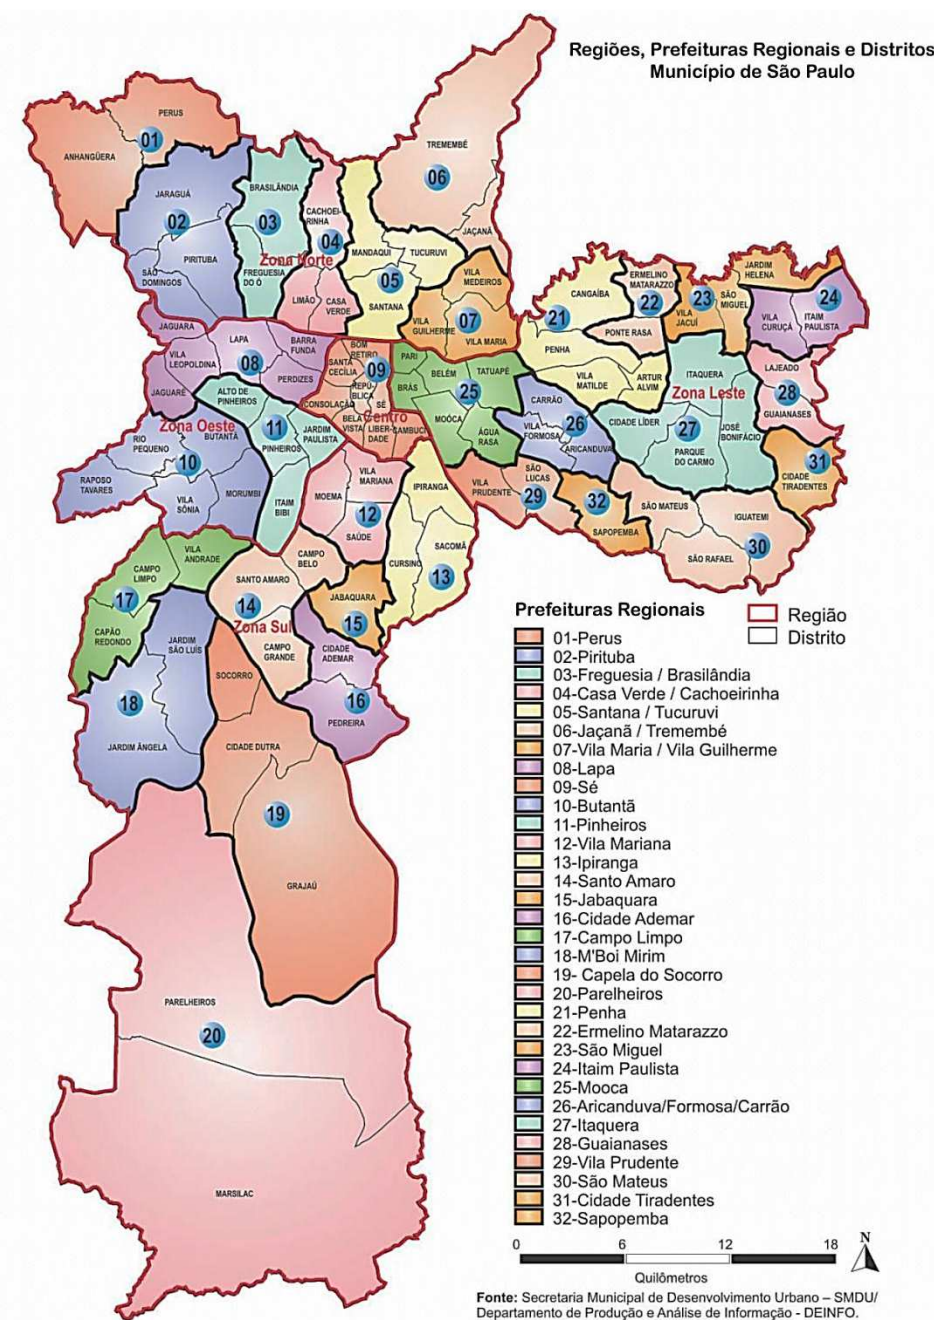 Regiões, Prefeituras Regionais e Distritos
Município de São Paulo
PERUS
01
ANHANGÜERA
TREMEMBÉ
06
JAÇANÃ
JARAGUÁ
02
PIRITUBA
SÃO
DOMINGOS
BRASILÂNDIA
03
FREGUESIA
DO Ó
Zona Norte
CACHOEI-
RINHA
04
LIMÃO
CASA
VERDE
MANDAQUI
TUCURUVI
05
SANTANA
VILA
MEDEIROS
VILA
GUILHERME
07
VILA MARIA
CANGAÍBA
21
PENHA
VILA
MATILDE
ARTUR
ALVIM
ERMELINO
MATARAZZO
22
PONTE RASA
23
VILA
JACUÍ
SÃO
MIGUEL
JARDIM
HELENA
24
VILA
CURUÇÁ
ITAIM
PAULISTA
JAGUARA
VILA
LEOPOLDINA
LAPA
08
BARRA
FUNDA
JAGUARÉ
PERDIZES
BOM
RETIRO
09
SANTA
CECÍLIA
REPÚ-
BLICA
SÉ
CONSOLAÇÃO
BELA
VISTA
LIBER-
DADE
CAMBUCI
Centro
PARI
BRÁS
BELÉM
TATUAPÉ
25
MOÓCA
ÁGUA
RASA
CARRÃO
VILA
FORMOSA
26
ARICANDUVA
ITAQUERA
Zona Leste
CIDADE LÍDER
27
PARQUE
DO CARMO
JOSÉ
BONIFÁCIO
LAJEADO
28
GUAIANASES
31
CIDADE
TIRADENTES
ALTO DE
PINHEIROS
11
PINHEIROS
JARDIM
PAULISTA
ITAIM
BIBI
Zona Oeste
RIO
PEQUENO
BUTANTÃ
10
RAPOSO
TAVARES
VILA
SÔNIA
MORUMBI
VILA
MARIANA
MOEMA
12
SAÚDE
IPIRANGA
CURSINO
SACOMÃ
13
VILA
PRUDENTE
SÃO
LUCAS
29
32
SAPOPEMBA
SÃO MATEUS
IGUATEMI
SÃO RAFAEL
30
VILA
ANDRADE
CAMPO
LIMPO
17
CAPÃO
REDONDO
CAMPO
BELO
SANTO AMARO
14
Zona Sul
CAMPO
GRANDE
JABAQUARA
15
CIDADE
ADEMAR
16
PEDREIRA
JARDIM
SÃO LUÍS
18
JARDIM ÂNGELA
SOCORRO
CIDADE DUTRA
19
GRAJAÚ
PARELHEIROS
20
MARSILAC
Prefeituras Regionais
Região
Distrito
01-Perus
02-Pirituba
03-Freguesia / Brasilândia
04-Casa Verde / Cachoeirinha
05-Santana / Tucuruvi
06-Jaçanã / Tremembé
07-Vila Maria / Vila Guilherme
08-Lapa
09-Sé
10-Butantã
11-Pinheiros
12-Vila Mariana
13-Ipiranga
14-Santo Amaro
15-Jabaquara
16-Cidade Ademar
17-Campo Limpo
18-M'Boi Mirim
19- Capela do Socorro
20-Parelheiros
21-Penha
22-Ermelino Matarazzo
23-São Miguel
24-Itaim Paulista
25-Mooca
26-Aricanduva/Formosa/Carrão
27-Itaquera
28-Guaianases
29-Vila Prudente
30-São Mateus
31-Cidade Tiradentes
32-Sapopemba
0 6 12 18
Quilômetros
N
Fonte: Secretaria Municipal de Desenvolvimento Urbano – SMDU/
Departamento de Produção e Análise de Informação - DEINFO.